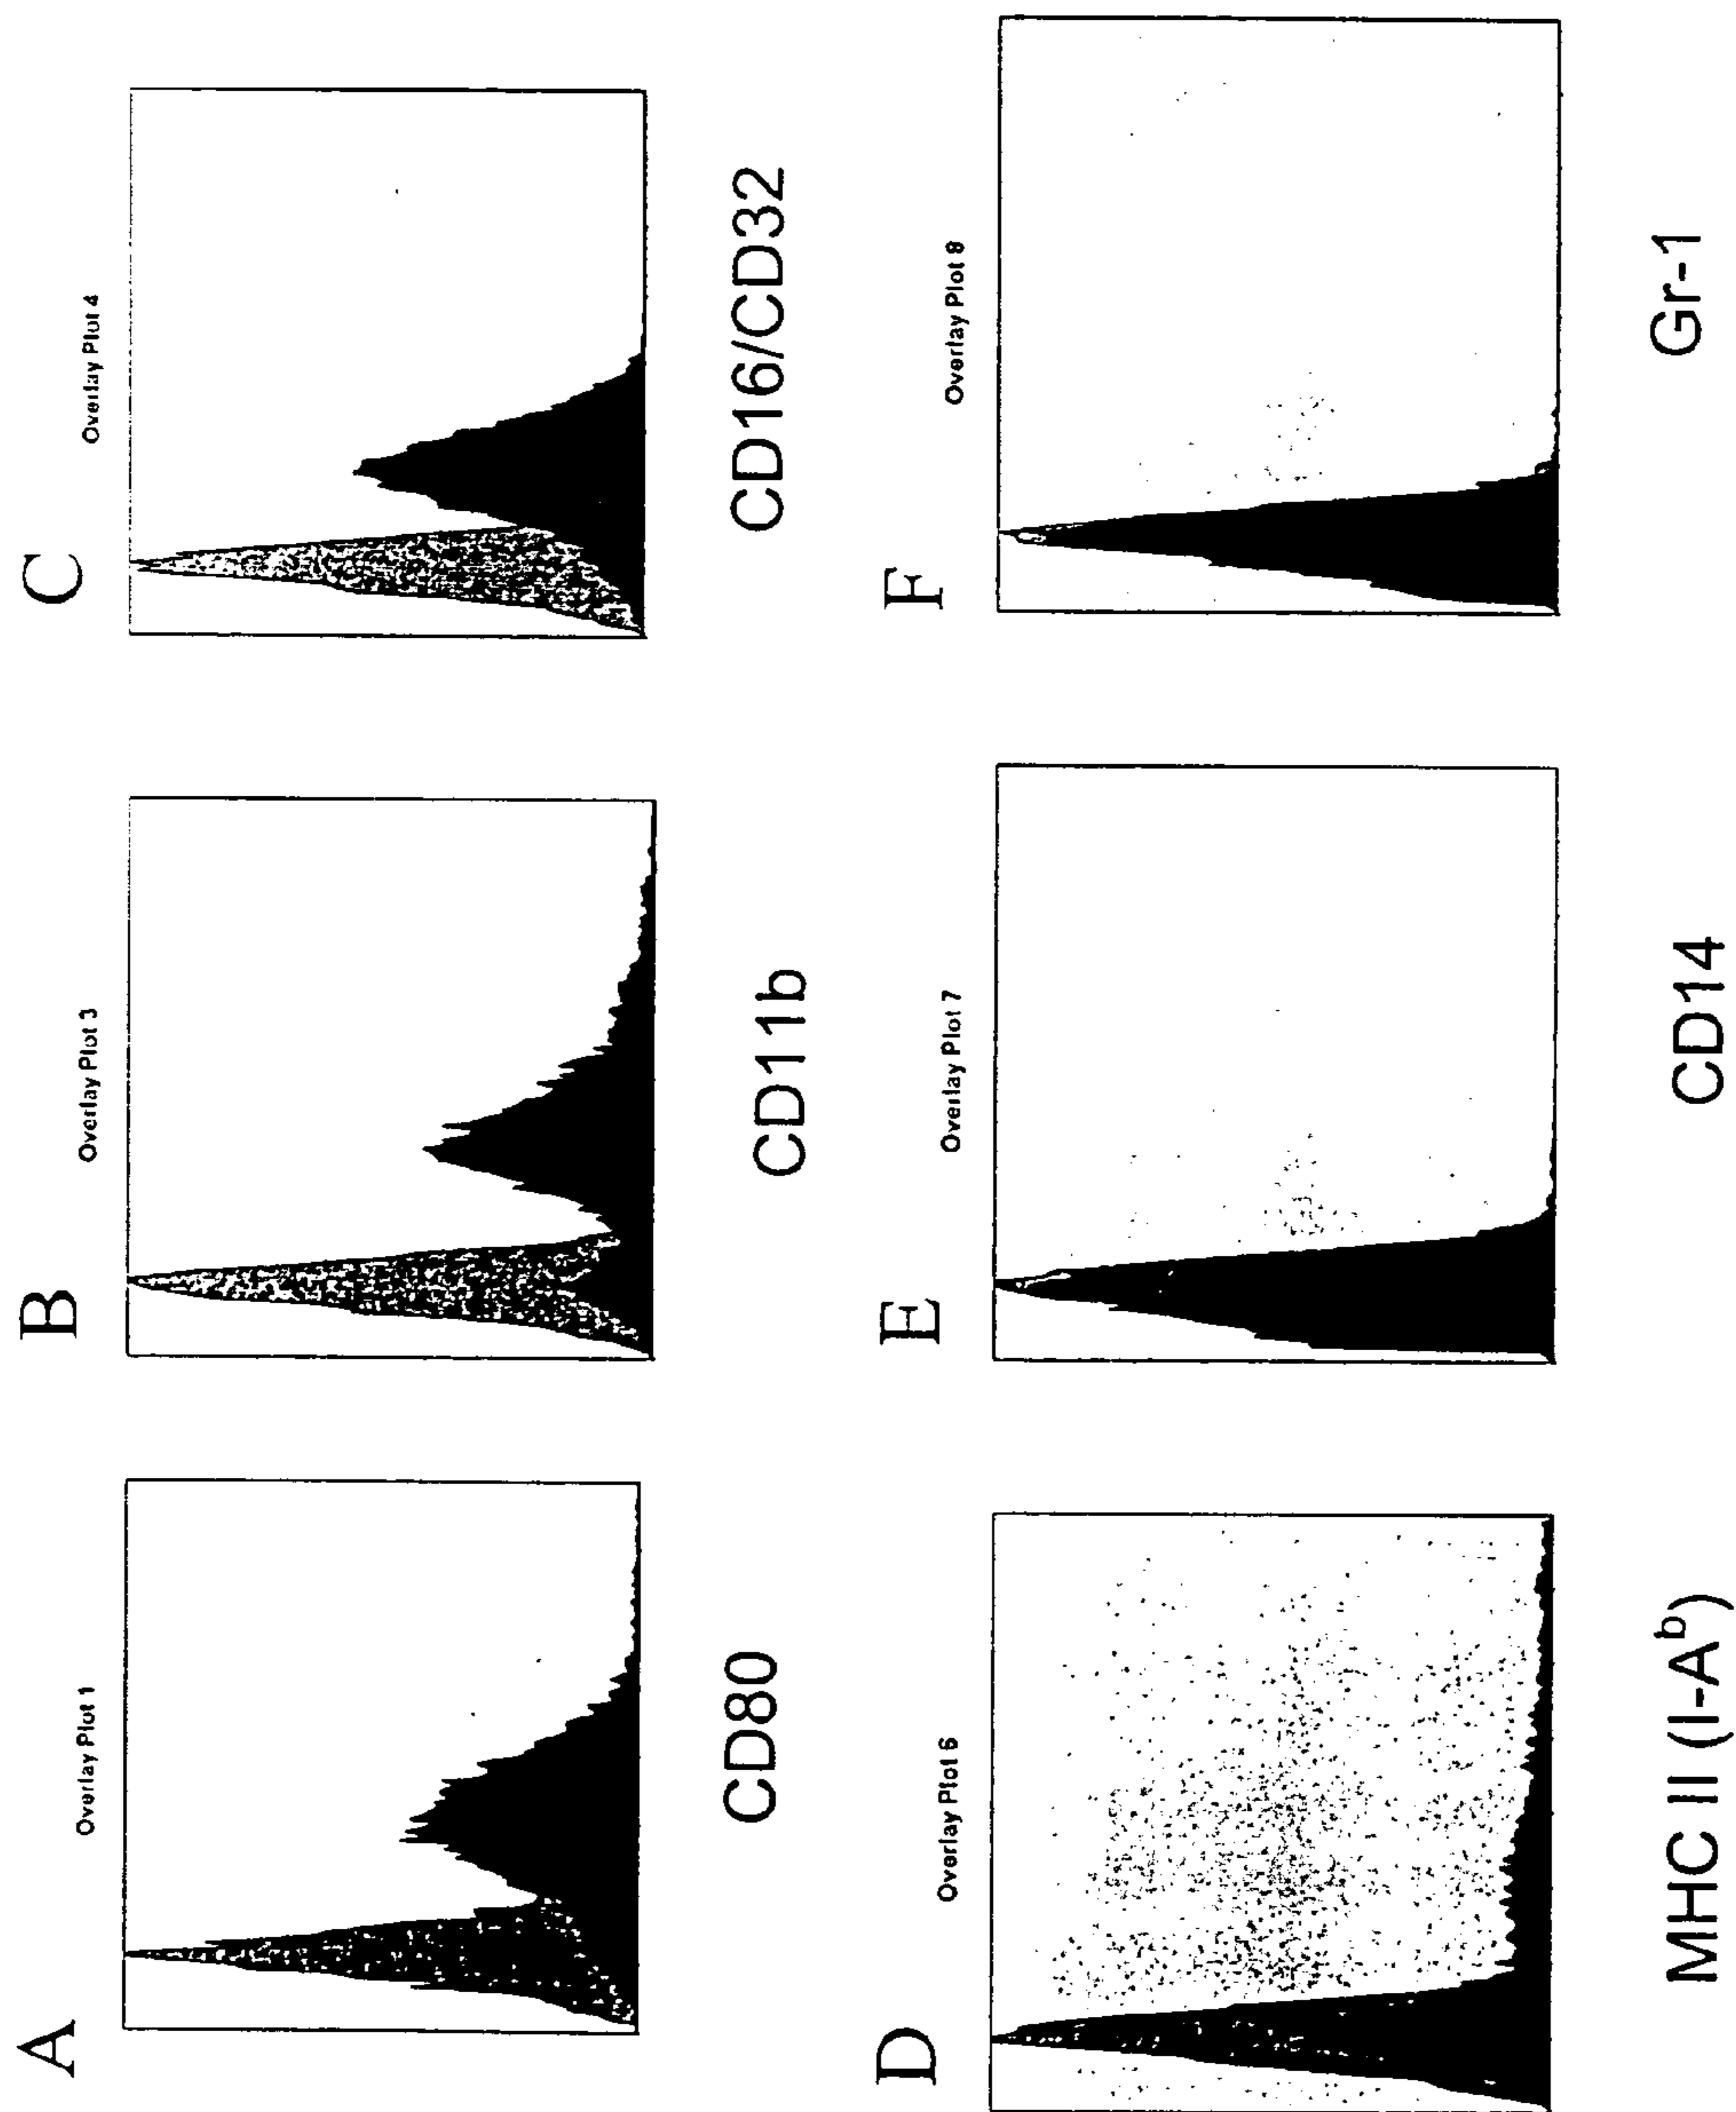 A
Overlay Plot 1
CD80
B
Overlay Plot 3
CD11b
C
Overlay Plot 4
CD16/CD32
D
Overlay Plot 6
MHC II (I-Aᵇ)
E
Overlay Plot 7
CD14
F
Overlay Plot 8
Gr-1